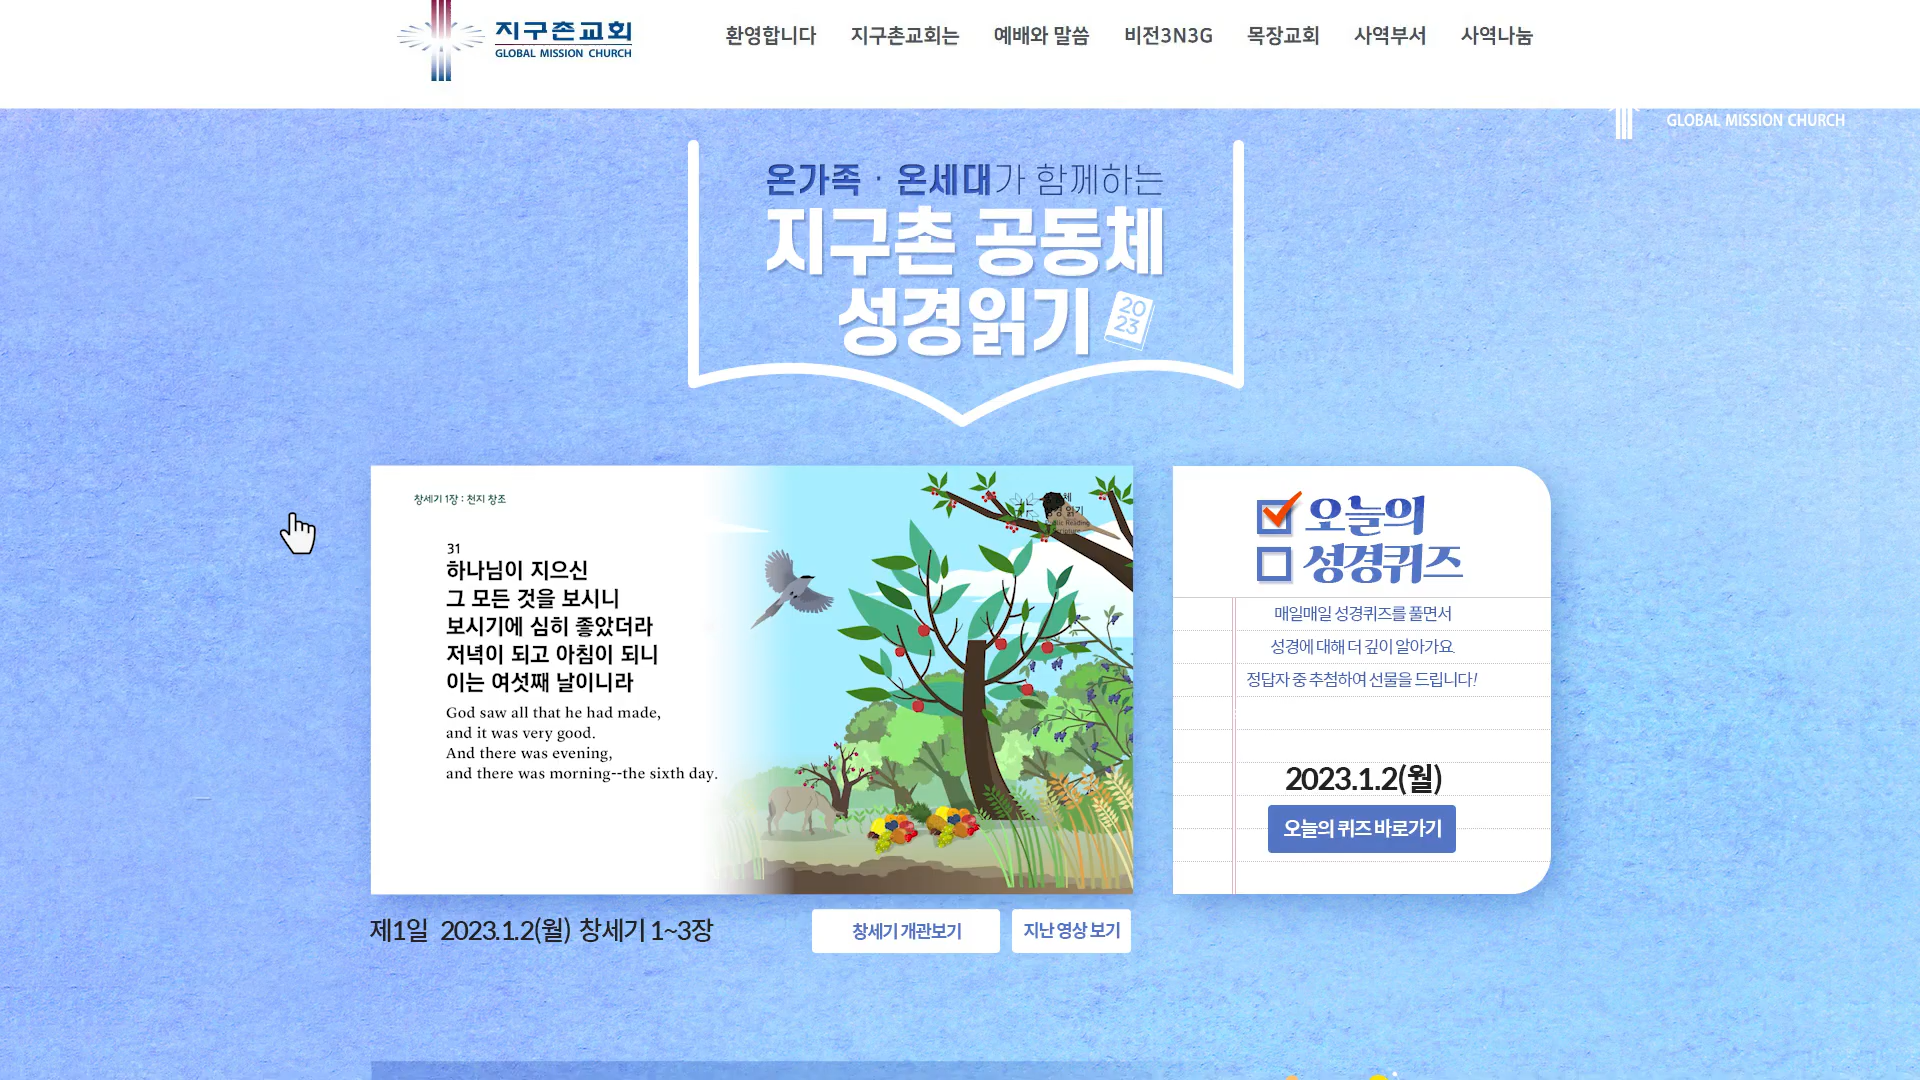 지구촌교회
GLOBAL MISSION CHURCH
환영합니다 지구촌교회는 예배와 말씀 비전3N3G 목장교회 사역부서 사역나눔
GLOBAL MISSION CHURCH
온가족 · 온세대가 함께하는
지구촌 공동체
성경읽기
20
23
창세기 1장 : 천지 창조
31
하나님이 지으신
그 모든 것을 보시니
보시기에 심히 좋았더라
저녁이 되고 아침이 되니
이는 여섯째 날이니라
God saw all that he had made,
and it was very good.
And there was evening,
and there was morning--the sixth day.
오늘의
성경퀴즈
매일매일 성경퀴즈를 풀면서
성경에 대해 더 깊이 알아가요.
정답자 중 추첨하여 선물을 드립니다!
2023.1.2(월)
오늘의 퀴즈 바로가기
제1일 2023.1.2(월) 창세기 1~3장
창세기 개관보기
지난 영상 보기